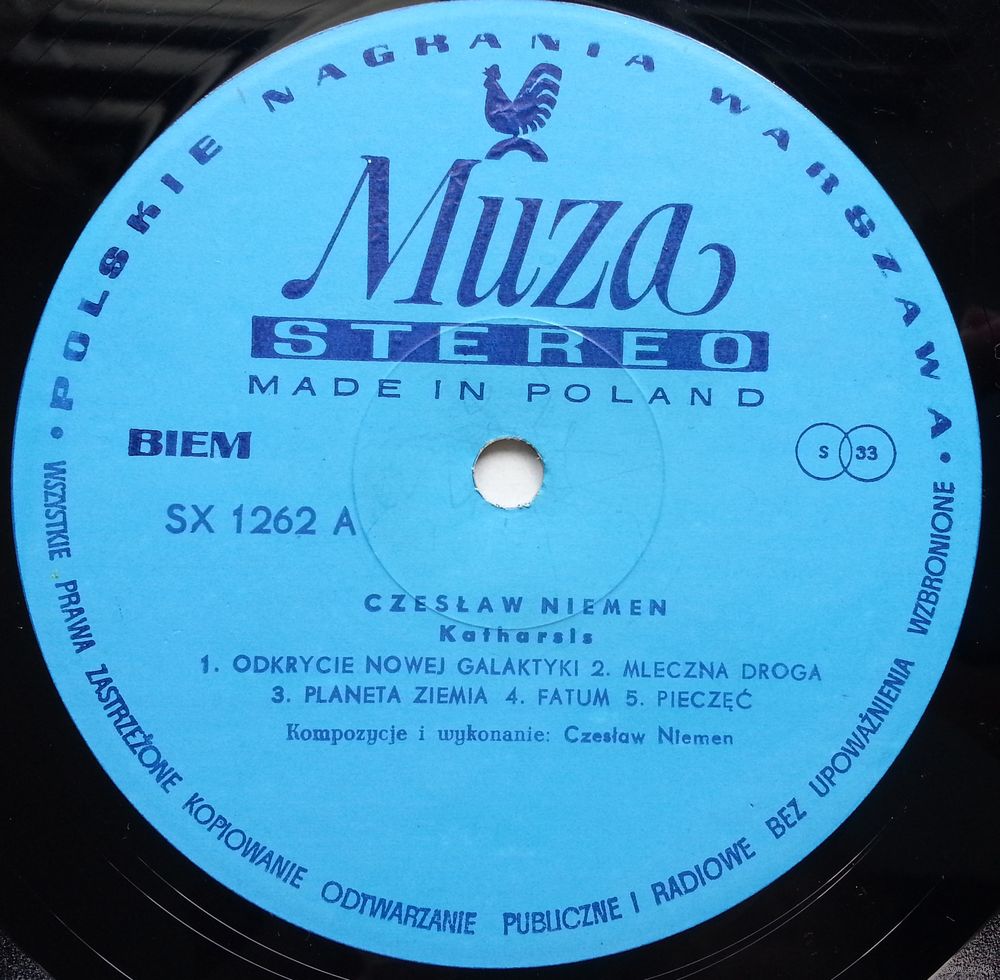 POLSKIE NAGRANIA WARSZAWA
Muza
STEREO
MADE IN POLAND
BIEM
S 33
SX 1262 A
CZESŁAW NIEMEN
Katharsis
1. ODKRYCIE NOWEJ GALAKTYKI 2. MLECZNA DROGA
3. PLANETA ZIEMIA 4. FATUM 5. PIECZĘĆ
Kompozycje i wykonanie: Czesław Niemen
• WSZYSTKIE PRAWA ZASTRZEŻONE KOPIOWANIE ODTWARZANIE PUBLICZNE I RADIOWE BEZ UPOWAŻNIENIA WZBRONIONE •